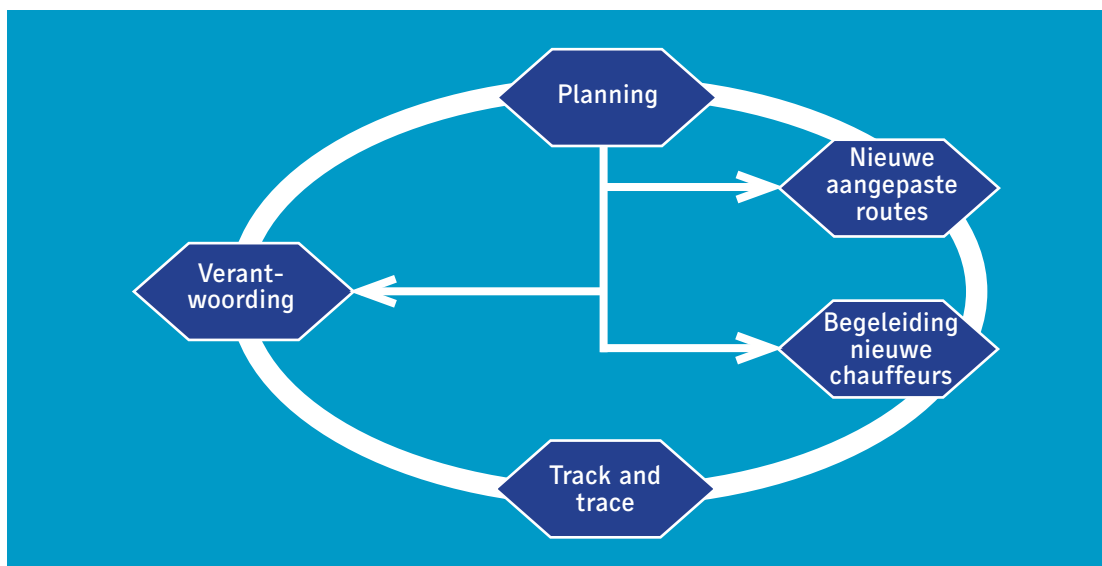 Planning
Nieuwe
aangepaste
routes
Verant-
woording
Begeleiding
nieuwe
chauffeurs
Track and
trace